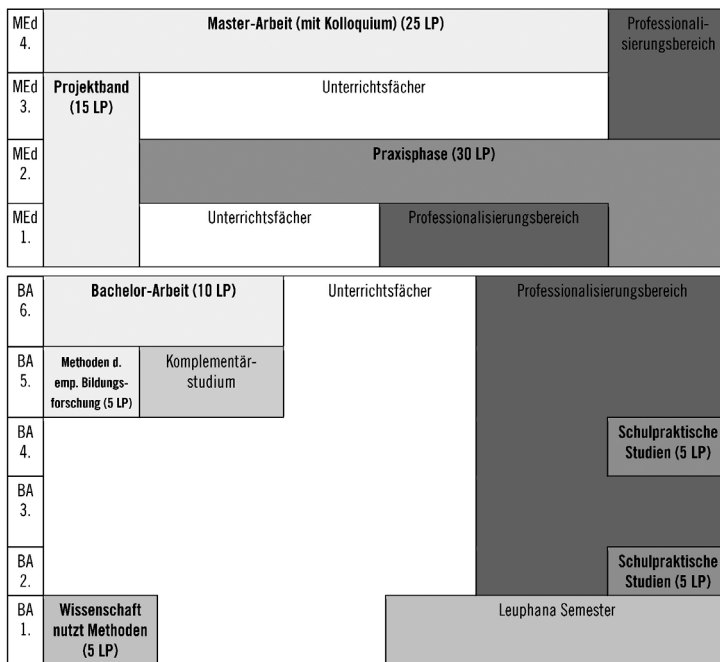 MEd
4.
Master-Arbeit (mit Kolloquium) (25 LP)
Professionali-
sierungsbereich
MEd
3.
Projektband
(15 LP)
Unterrichtsfächer
MEd
2.
Praxisphase (30 LP)
MEd
1.
Unterrichtsfächer
Professionalisierungsbereich
BA
6.
Bachelor-Arbeit (10 LP)
Unterrichtsfächer
Professionalisierungsbereich
BA
5.
Methoden d.
emp. Bildungs-
forschung (5 LP)
Komplementär-
studium
BA
4.
Schulpraktische
Studien (5 LP)
BA
3.
BA
2.
Schulpraktische
Studien (5 LP)
BA
1.
Wissenschaft
nutzt Methoden
(5 LP)
Leuphana Semester